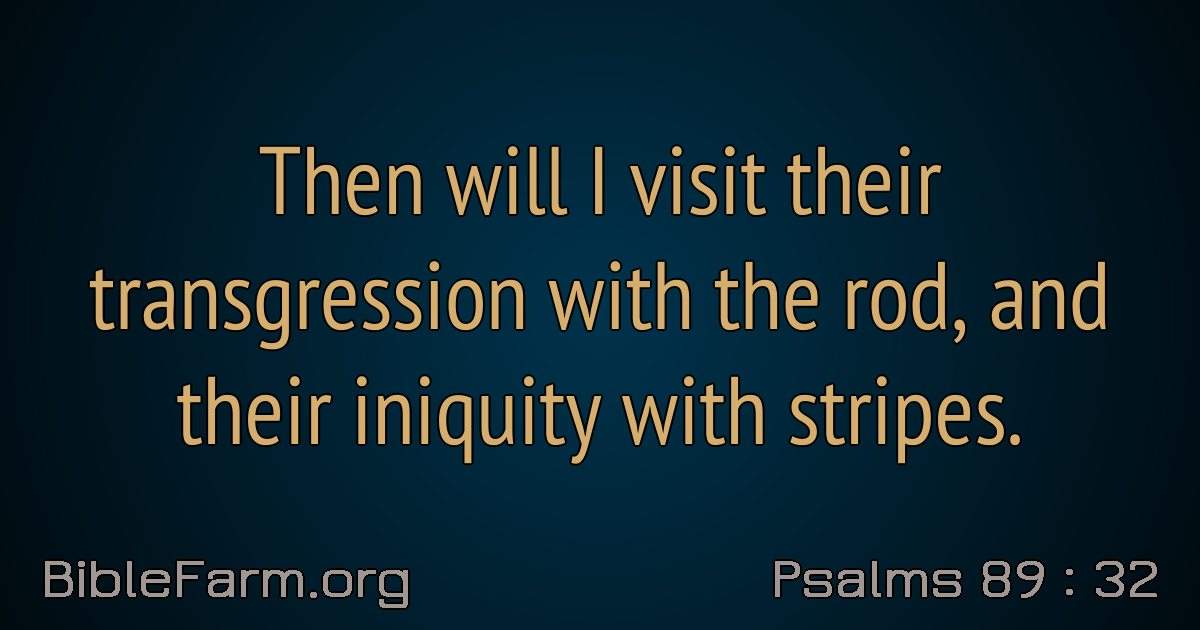 Then will I visit their
transgression with the rod, and
their iniquity with stripes.
BibleFarm.org
Psalms 89 : 32